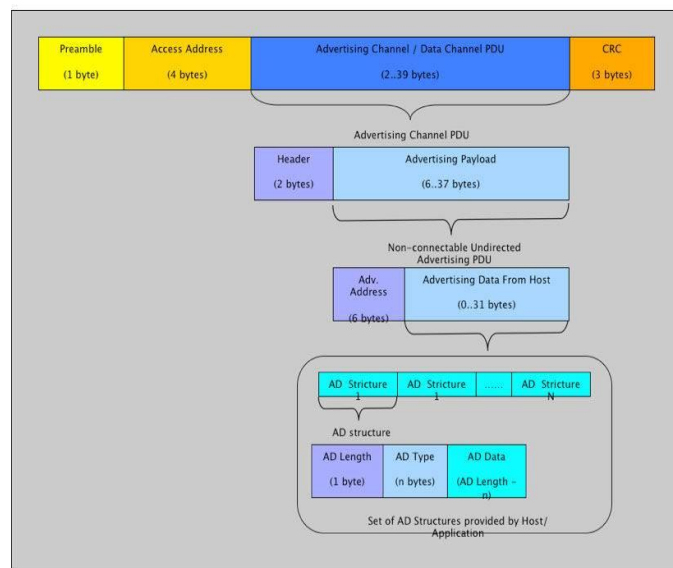 Preamble
(1 byte)
Access Address
(4 bytes)
Advertising Channel / Data Channel PDU
(2..39 bytes)
CRC
(3 bytes)
Advertising Channel PDU
Header
(2 bytes)
Advertising Payload
(6..37 bytes)
Non-connectable Undirected
Advertising PDU
Adv.
Address
(6 bytes)
Advertising Data From Host
(0..31 bytes)
AD Stricture
1
AD Stricture
1
......
AD Stricture
N
AD structure
AD Length
(1 byte)
AD Type
(n bytes)
AD Data
(AD Length -
n)
Set of AD Structures provided by Host/
Application